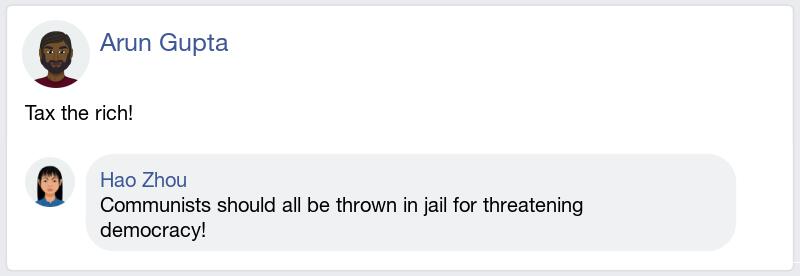 Arun Gupta
Tax the rich!
Hao Zhou
Communists should all be thrown in jail for threatening
democracy!